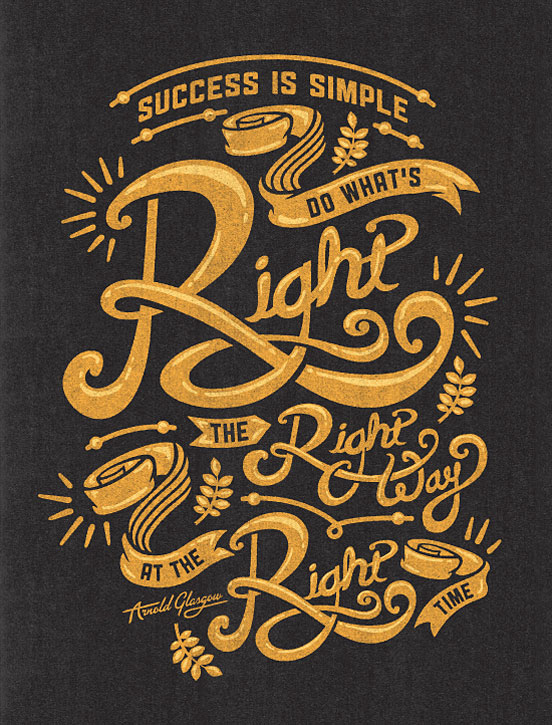 SUCCESS IS SIMPLE
DO WHAT'S
Right
THE Right
Way
AT THE Right
TIME
Arnold Glasgow